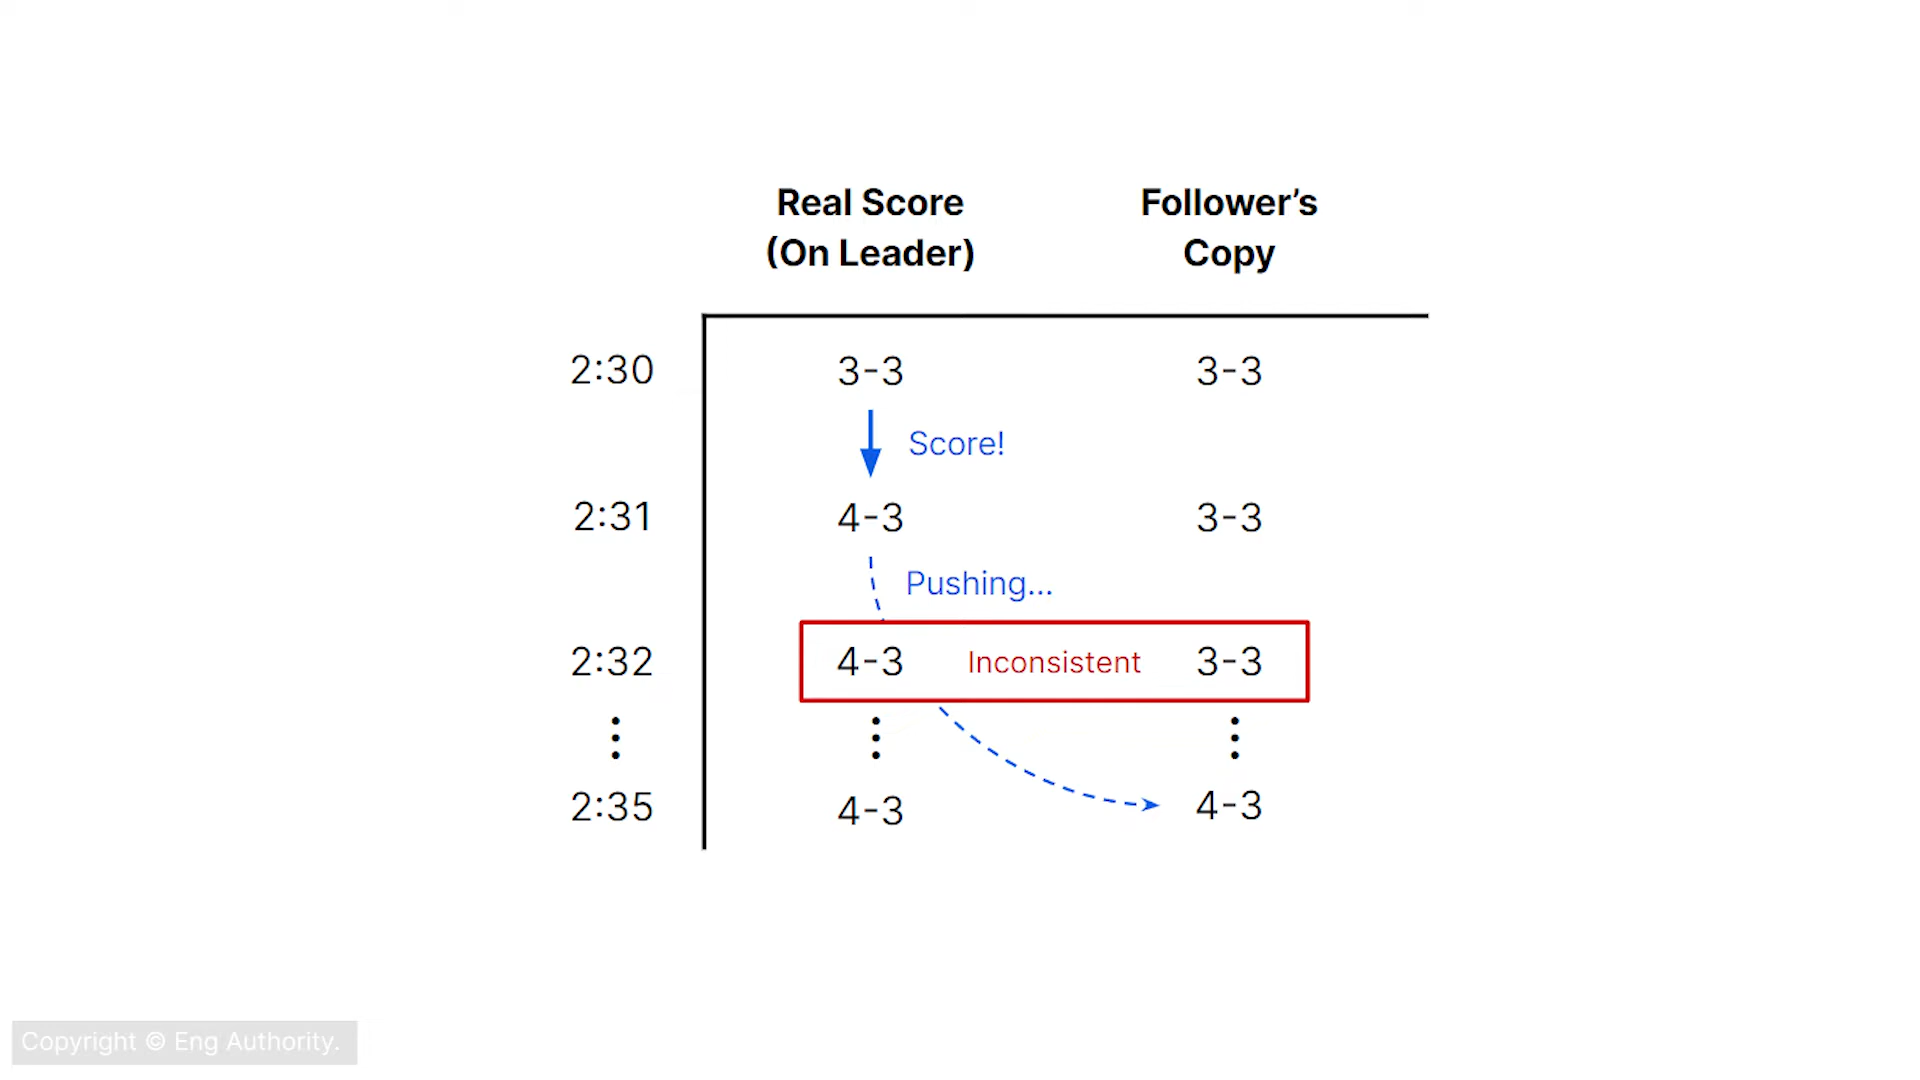 Real Score
(On Leader)
Follower’s
Copy
2:30 3-3 3-3
Score!
2:31 4-3 3-3
Pushing...
2:32 4-3 Inconsistent 3-3
2:35 4-3 4-3
Copyright © Eng Authority.